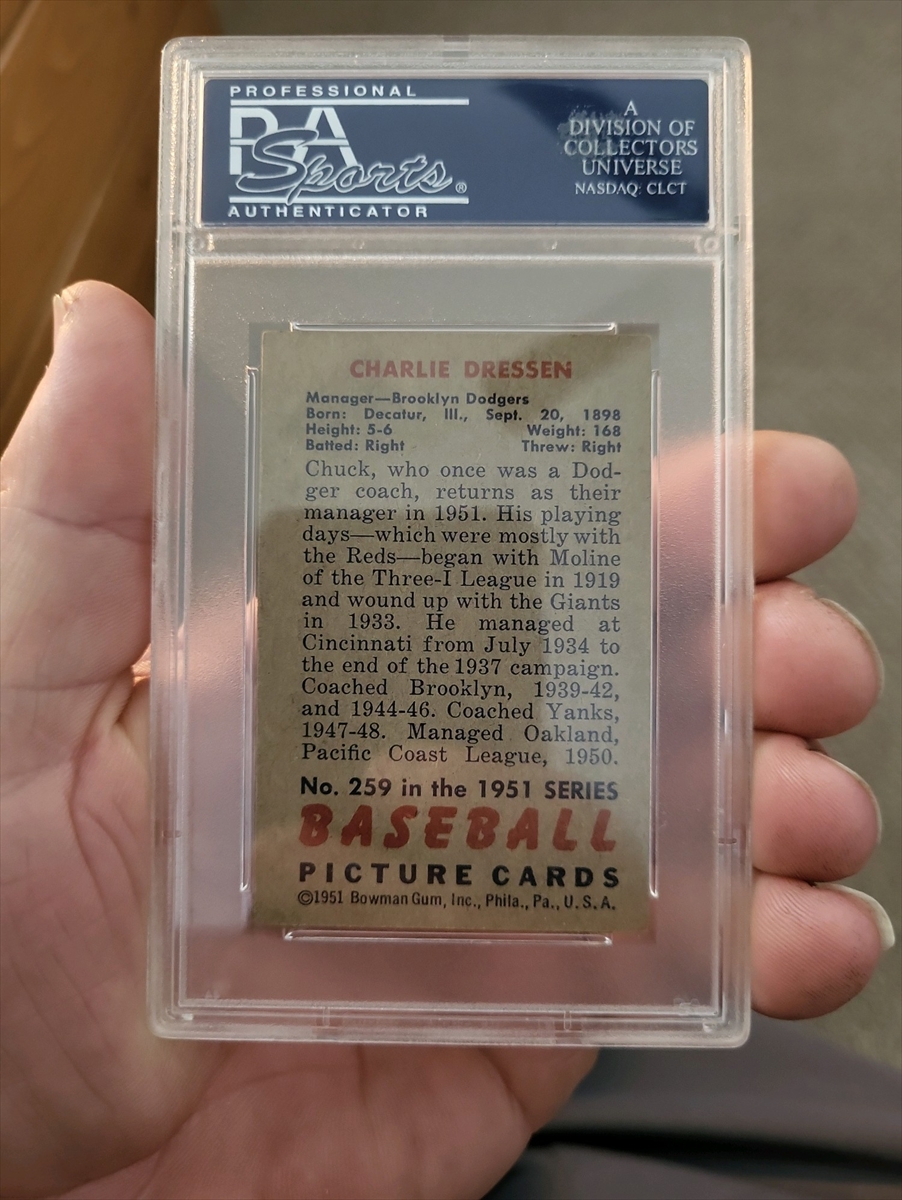 PROFESSIONAL
PSA
Sports®
AUTHENTICATOR
A
DIVISION OF
COLLECTORS
UNIVERSE
NASDAQ: CLCT
CHARLIE DRESSEN
Manager—Brooklyn Dodgers
Born: Decatur, Ill., Sept. 20, 1898
Height: 5-6 Weight: 168
Batted: Right Threw: Right
Chuck, who once was a Dod-
ger coach, returns as their
manager in 1951. His playing
days—which were mostly with
the Reds—began with Moline
of the Three-I League in 1919
and wound up with the Giants
in 1933. He managed at
Cincinnati from July 1934 to
the end of the 1937 campaign.
Coached Brooklyn, 1939-42,
and 1944-46. Coached Yanks,
1947-48. Managed Oakland,
Pacific Coast League, 1950.
No. 259 in the 1951 SERIES
BASEBALL
PICTURE CARDS
©1951 Bowman Gum, Inc., Phila., Pa., U.S.A.